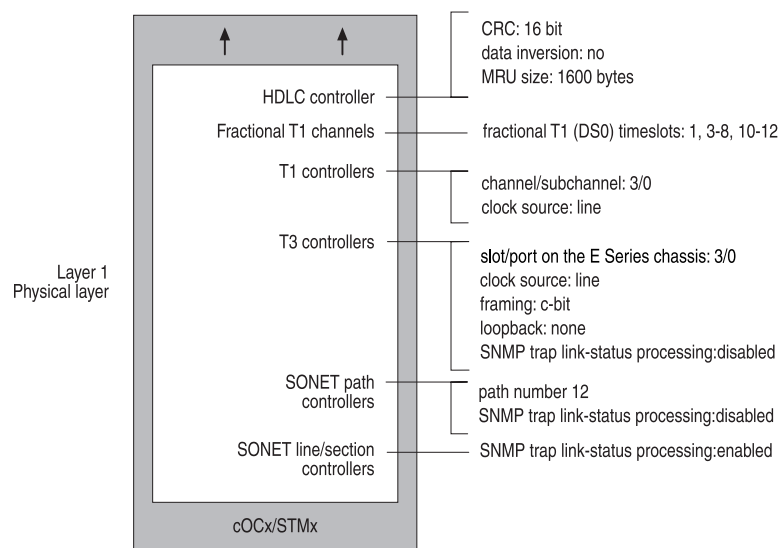 CRC: 16 bit
data inversion: no
MRU size: 1600 bytes
HDLC controller
Fractional T1 channels
fractional T1 (DS0) timeslots: 1, 3-8, 10-12
T1 controllers
channel/subchannel: 3/0
clock source: line
T3 controllers
slot/port on the E Series chassis: 3/0
clock source: line
framing: c-bit
loopback: none
SNMP trap link-status processing:disabled
Layer 1
Physical layer
SONET path
controllers
path number 12
SNMP trap link-status processing:disabled
SONET line/section
controllers
SNMP trap link-status processing:enabled
cOCx/STMx